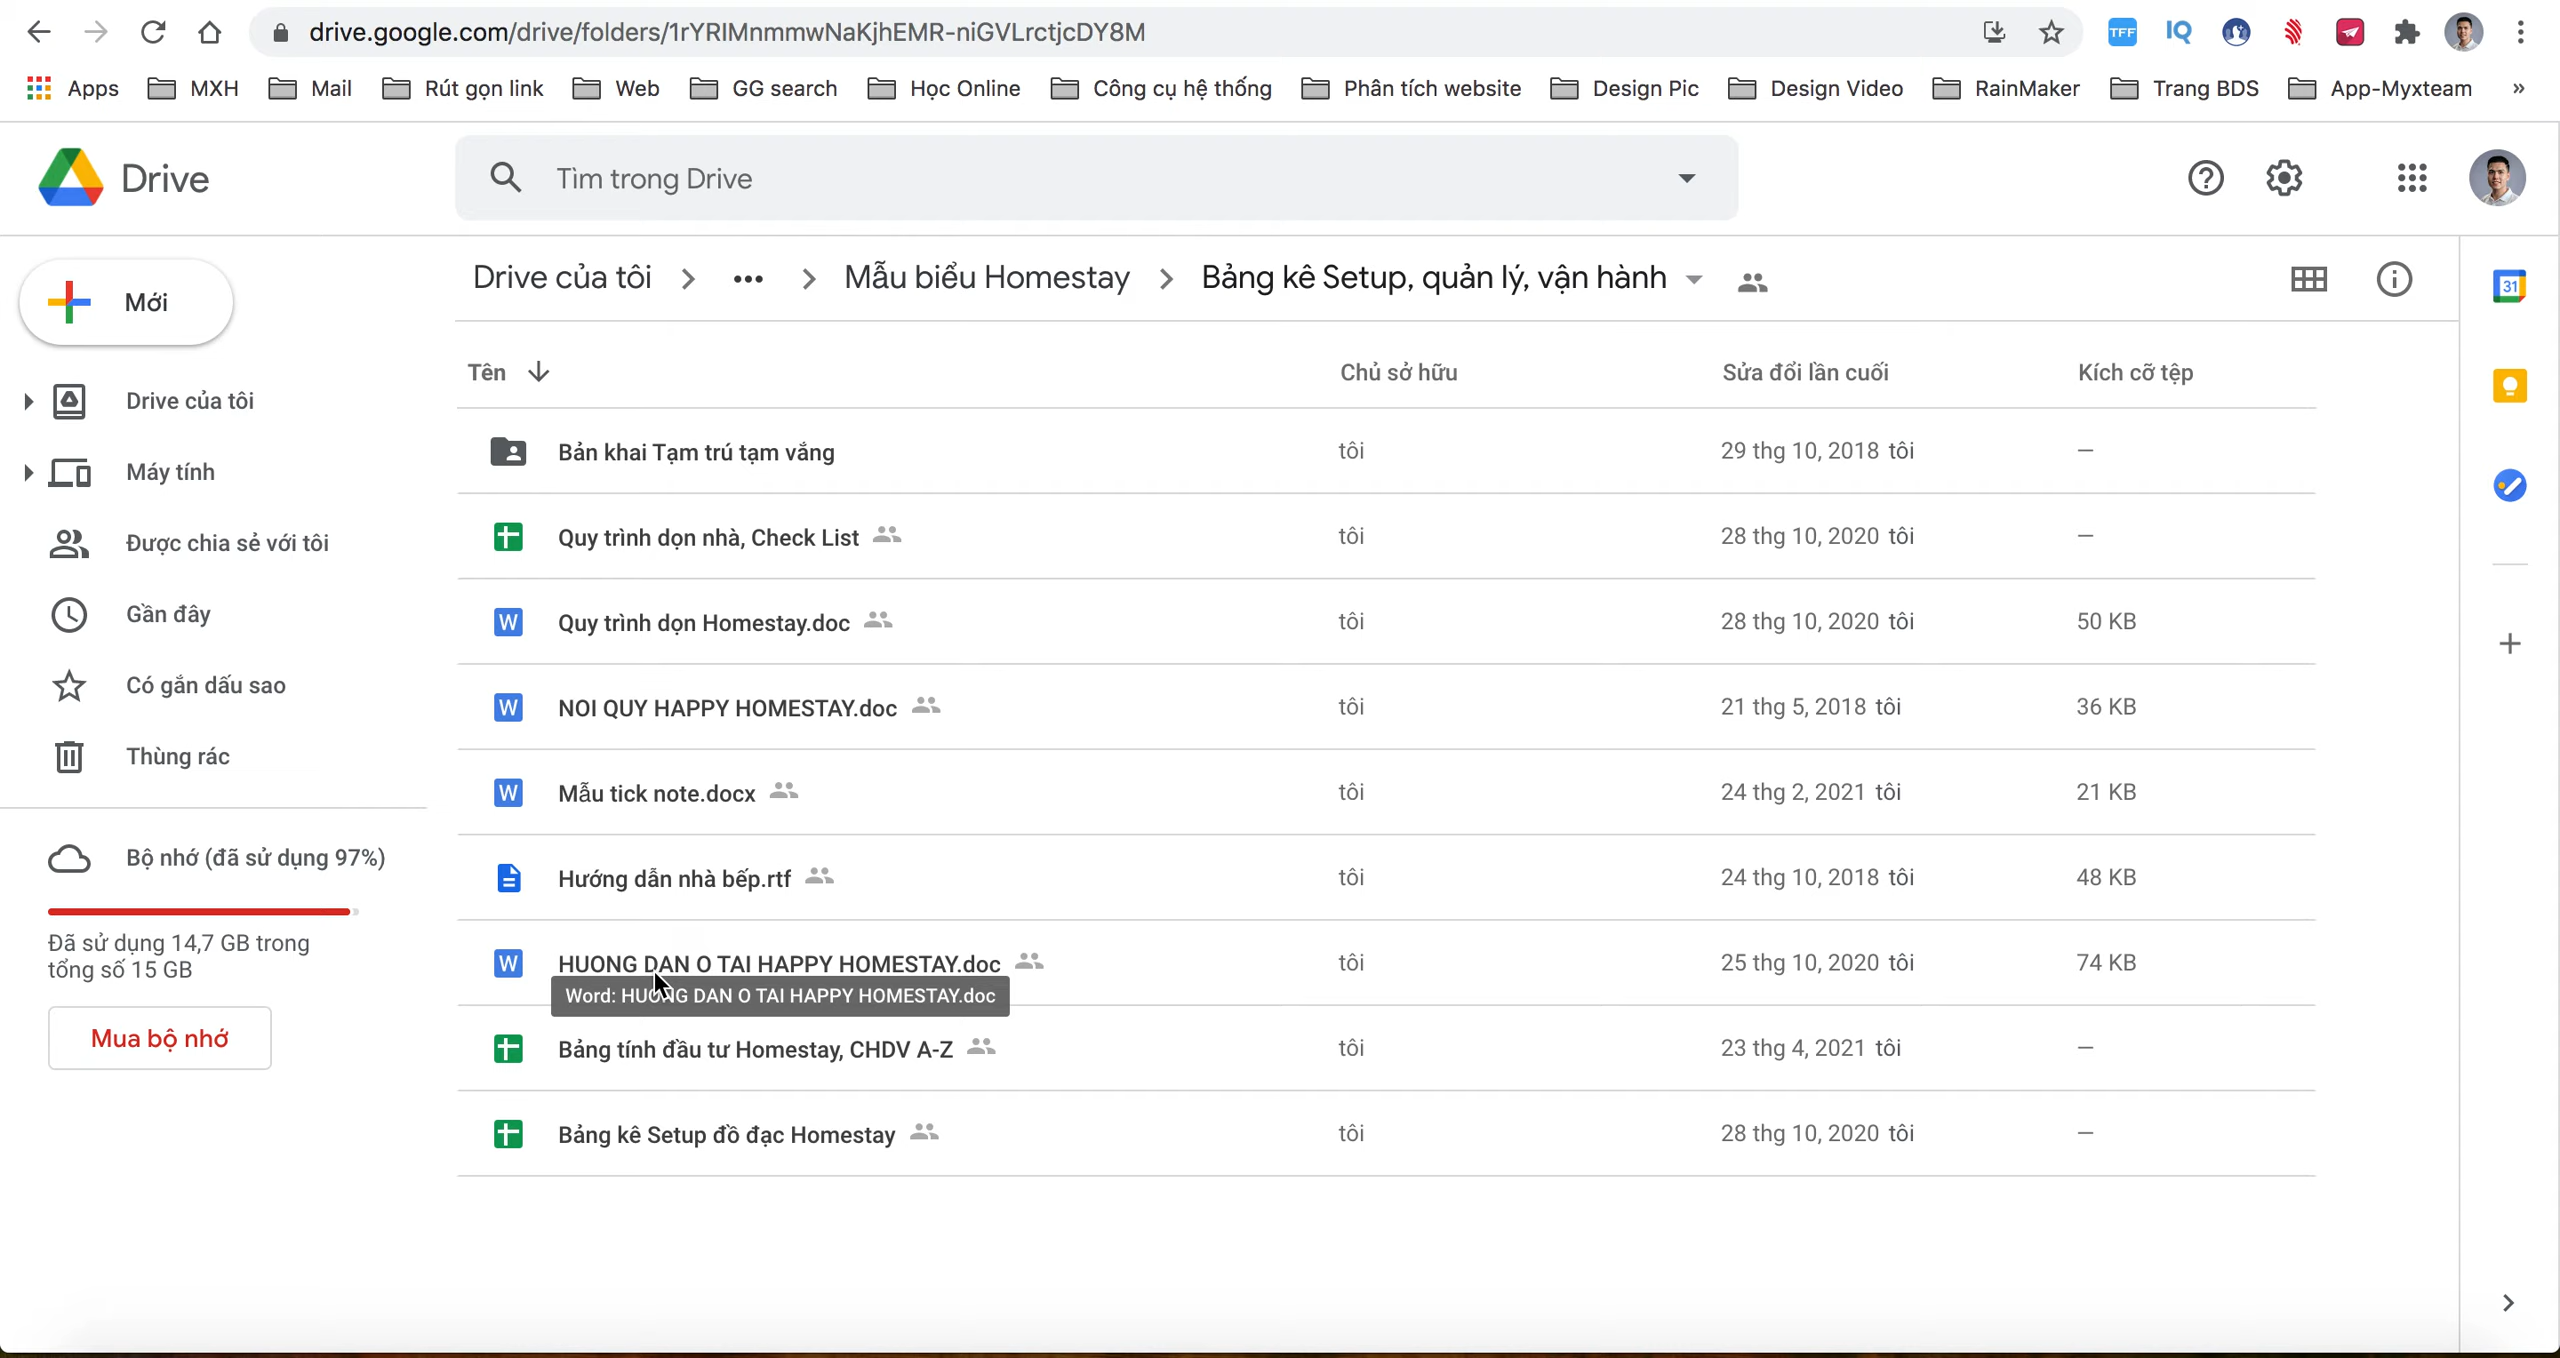 drive.google.com/drive/folders/1rYRIMnmmwNaKjhEMR-niGVLrctjcDY8M
TFF
IQ
Apps MXH Mail Rút gọn link Web GG search Học Online Công cụ hệ thống Phân tích website Design Pic Design Video RainMaker Trang BDS App-Myxteam »
Drive
Tìm trong Drive
Mới
Drive của tôi
Máy tính
Được chia sẻ với tôi
Gần đây
Có gắn dấu sao
Thùng rác
Bộ nhớ (đã sử dụng 97%)
Đã sử dụng 14,7 GB trong
tổng số 15 GB
Mua bộ nhớ
Drive của tôi > ••• > Mẫu biểu Homestay > Bảng kê Setup, quản lý, vận hành
Tên Chủ sở hữu Sửa đổi lần cuối Kích cỡ tệp
Bản khai Tạm trú tạm vắng tôi 29 thg 10, 2018 tôi –
Quy trình dọn nhà, Check List tôi 28 thg 10, 2020 tôi –
W Quy trình dọn Homestay.doc tôi 28 thg 10, 2020 tôi 50 KB
W NOI QUY HAPPY HOMESTAY.doc tôi 21 thg 5, 2018 tôi 36 KB
W Mẫu tick note.docx tôi 24 thg 2, 2021 tôi 21 KB
Hướng dẫn nhà bếp.rtf tôi 24 thg 10, 2018 tôi 48 KB
W HUONG DAN O TAI HAPPY HOMESTAY.doc tôi 25 thg 10, 2020 tôi 74 KB
Word: HUONG DAN O TAI HAPPY HOMESTAY.doc
Bảng tính đầu tư Homestay, CHDV A-Z tôi 23 thg 4, 2021 tôi –
Bảng kê Setup đồ đạc Homestay tôi 28 thg 10, 2020 tôi –
31